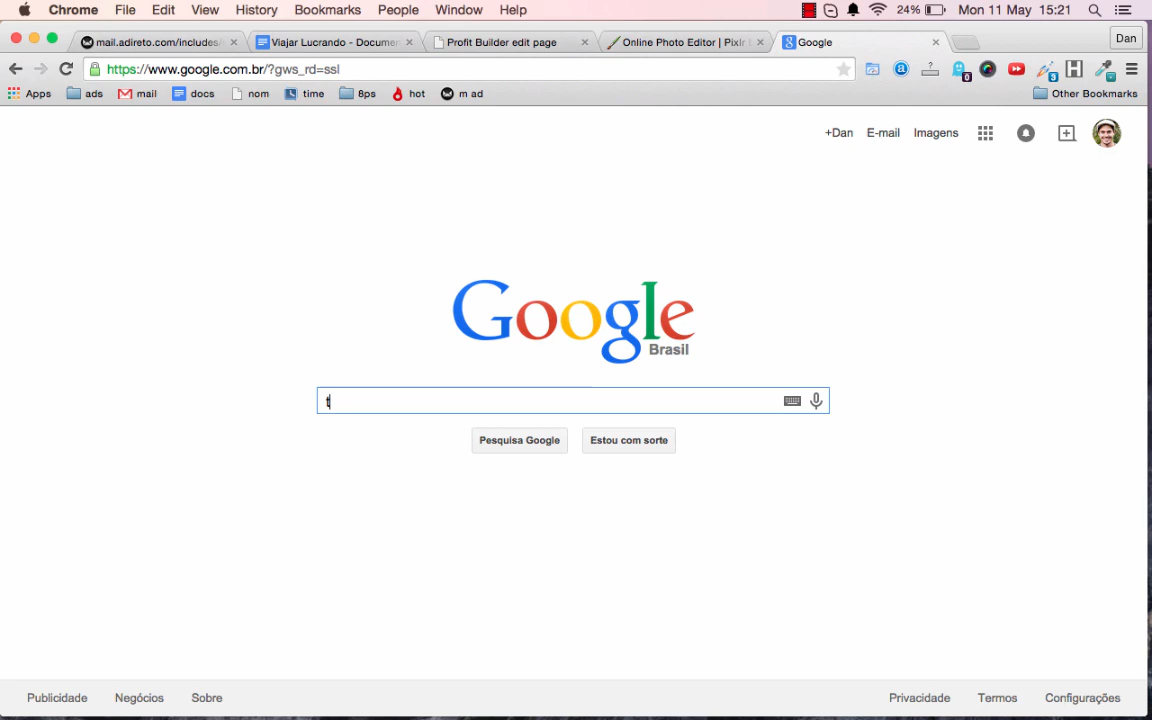 Chrome File Edit View History Bookmarks People Window Help 24% Mon 11 May 15:21
mail.adireto.com/includes/ Viajar Lucrando - Documen Profit Builder edit page Online Photo Editor | Pixlr Google Dan
https://www.google.com.br/?gws_rd=ssl ? 0 3
Apps ads mail docs nom time 8ps hot m ad Other Bookmarks
+Dan E-mail Imagens
Google
Brasil
t
Pesquisa Google Estou com sorte
Publicidade Negócios Sobre Privacidade Termos Configurações